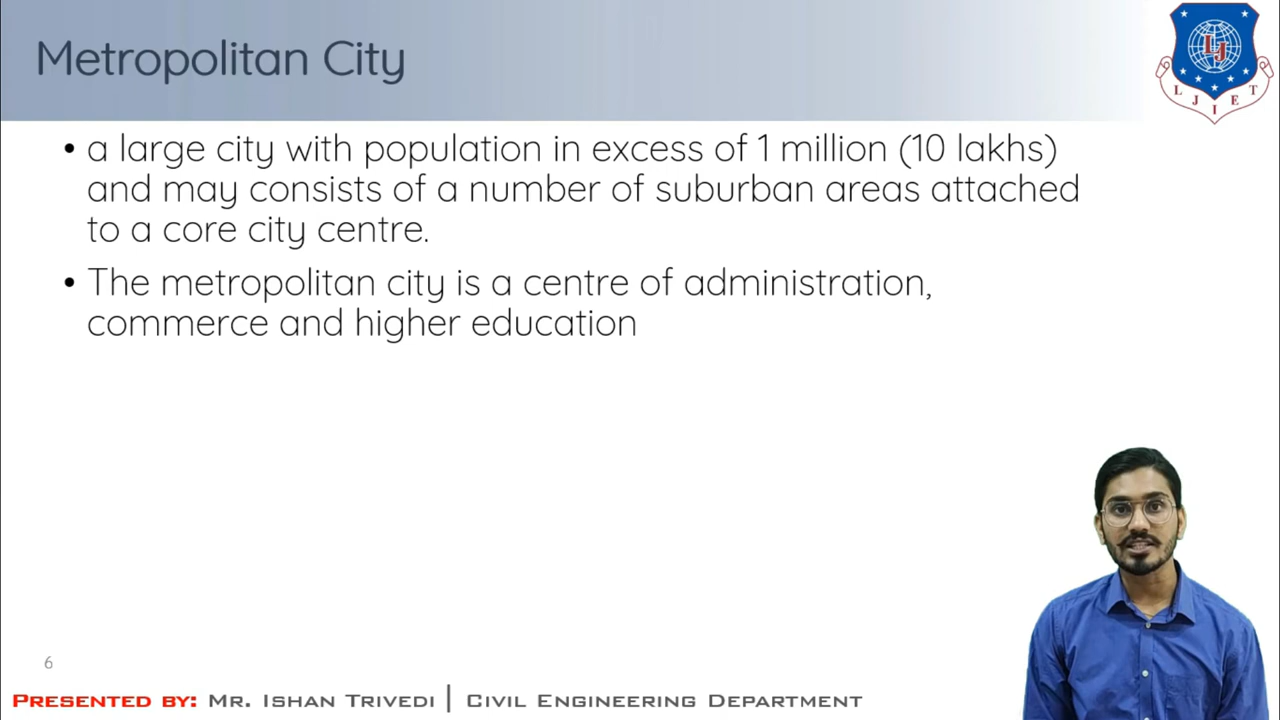 Metropolitan City
LJ
LJIET
• a large city with population in excess of 1 million (10 lakhs)
and may consists of a number of suburban areas attached
to a core city centre.
• The metropolitan city is a centre of administration,
commerce and higher education
6
PRESENTED BY: MR. ISHAN TRIVEDI | CIVIL ENGINEERING DEPARTMENT